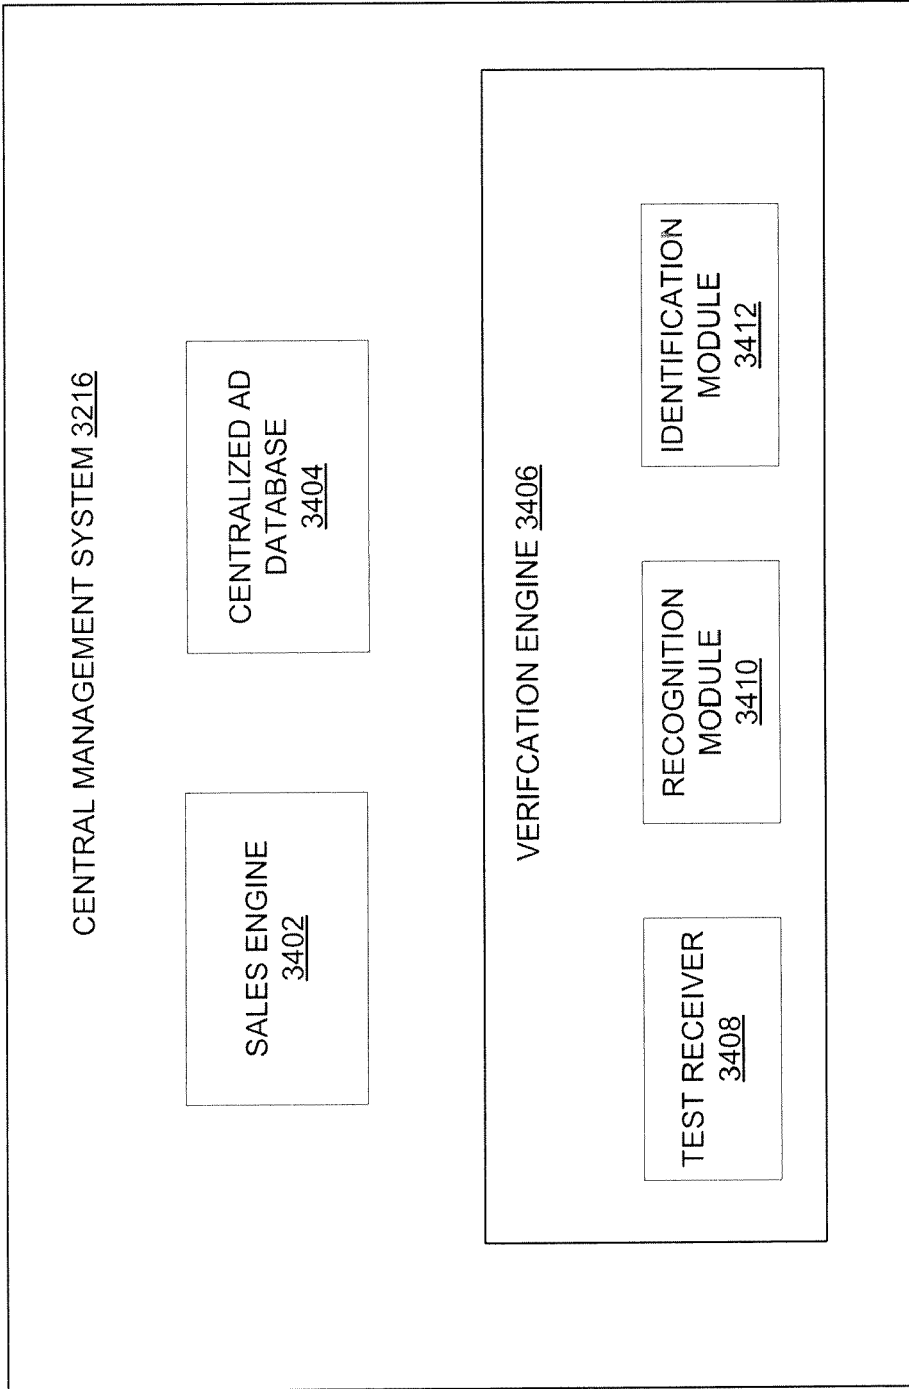 CENTRAL MANAGEMENT SYSTEM 3216
SALES ENGINE
3402
CENTRALIZED AD
DATABASE
3404
VERIFCATION ENGINE 3406
TEST RECEIVER
3408
RECOGNITION
MODULE
3410
IDENTIFICATION
MODULE
3412